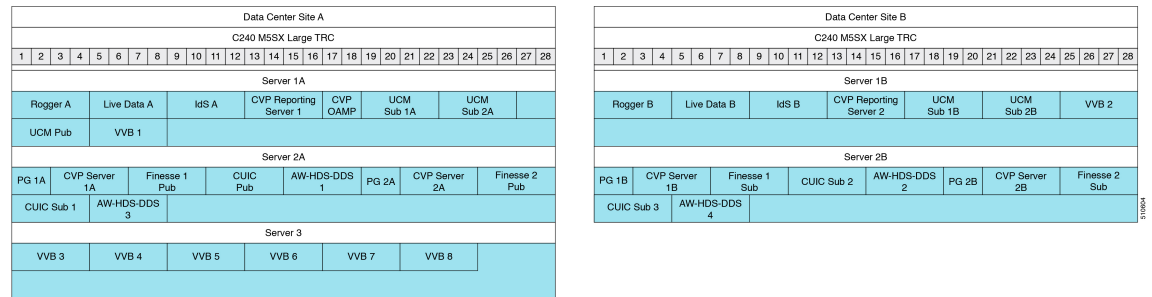 Data Center Site A
C240 M5SX Large TRC
1 2 3 4 5 6 7 8 9 10 11 12 13 14 15 16 17 18 19 20 21 22 23 24 25 26 27 28
Server 1A
Rogger A Live Data A IdS A CVP Reporting Server 1 CVP OAMP UCM Sub 1A UCM Sub 2A
UCM Pub VVB 1
Server 2A
PG 1A CVP Server 1A Finesse 1 Pub CUIC Pub AW-HDS-DDS 1 PG 2A CVP Server 2A Finesse 2 Pub
CUIC Sub 1 AW-HDS-DDS 3
Server 3
VVB 3 VVB 4 VVB 5 VVB 6 VVB 7 VVB 8
Data Center Site B
C240 M5SX Large TRC
1 2 3 4 5 6 7 8 9 10 11 12 13 14 15 16 17 18 19 20 21 22 23 24 25 26 27 28
Server 1B
Rogger B Live Data B IdS B CVP Reporting Server 2 UCM Sub 1B UCM Sub 2B VVB 2
Server 2B
PG 1B CVP Server 1B Finesse 1 Sub CUIC Sub 2 AW-HDS-DDS 2 PG 2B CVP Server 2B Finesse 2 Sub
CUIC Sub 3 AW-HDS-DDS 4
510604